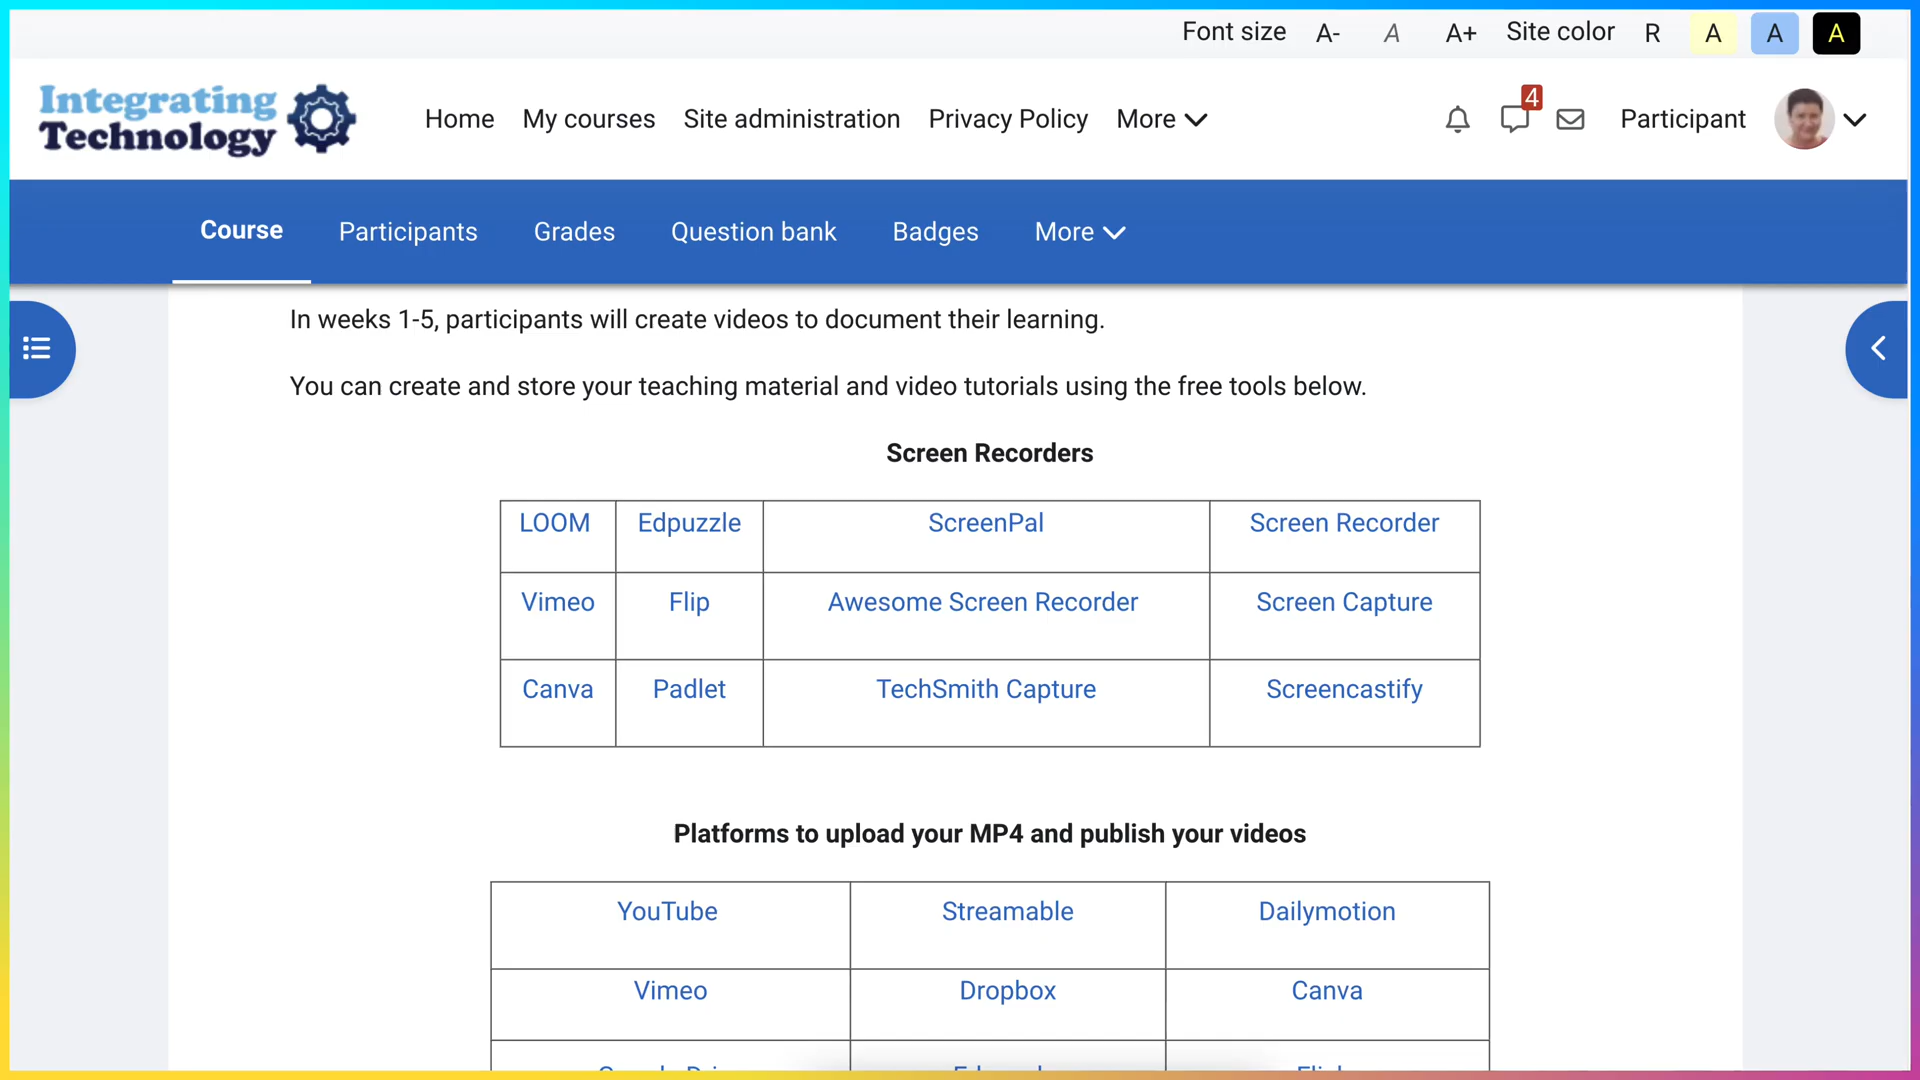 Font size A- A A+ Site color R A A A
Integrating
Technology
Home My courses Site administration Privacy Policy More
4
Participant
Course Participants Grades Question bank Badges More
In weeks 1-5, participants will create videos to document their learning.
You can create and store your teaching material and video tutorials using the free tools below.
Screen Recorders
LOOM Edpuzzle ScreenPal Screen Recorder
Vimeo Flip Awesome Screen Recorder Screen Capture
Canva Padlet TechSmith Capture Screencastify
Platforms to upload your MP4 and publish your videos
YouTube Streamable Dailymotion
Vimeo Dropbox Canva